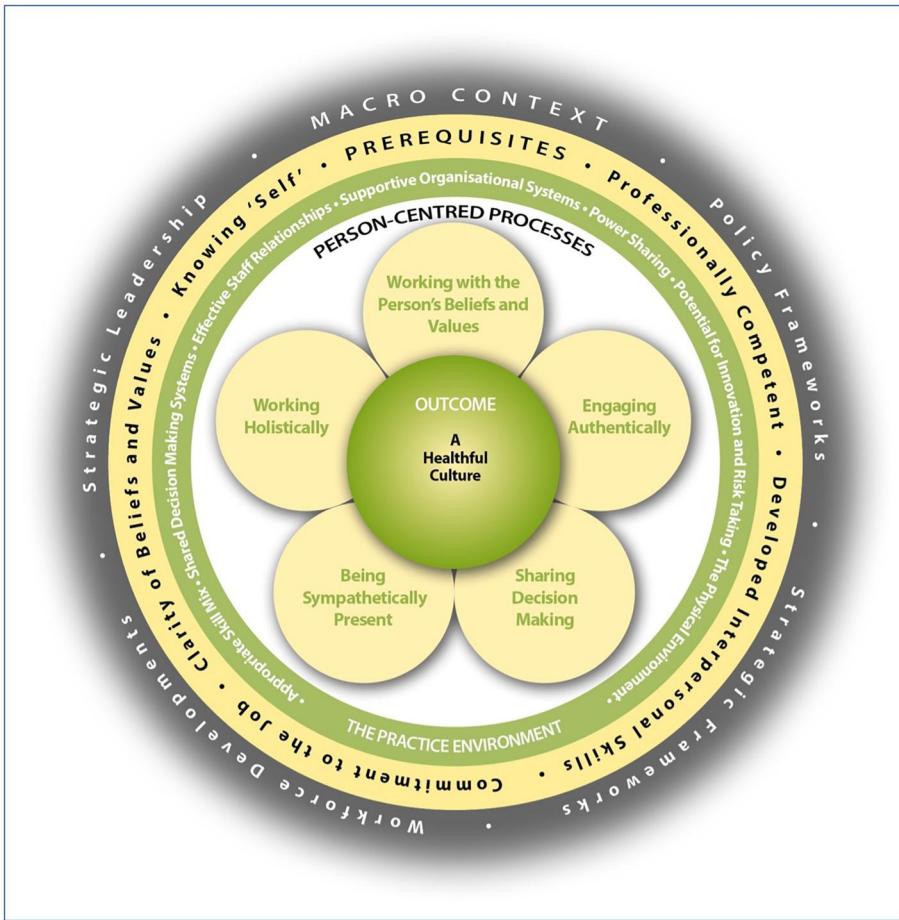 MACRO CONTEXT
• Policy Frameworks • Strategic Frameworks • Workforce Developments • Strategic Leadership •
PREREQUISITES
• Professionally Competent • Developed Interpersonal Skills • Commitment to the Job • Clarity of Beliefs and Values • Knowing ‘Self’ •
• Appropriate Skill Mix • Shared Decision Making Systems • Effective Staff Relationships • Supportive Organisational Systems • Power Sharing • Potential for Innovation and Risk Taking • The Physical Environment •
THE PRACTICE ENVIRONMENT
PERSON-CENTRED PROCESSES
Working with the
Person’s Beliefs and
Values
Working
Holistically
Engaging
Authentically
OUTCOME
A
Healthful
Culture
Being
Sympathetically
Present
Sharing
Decision
Making